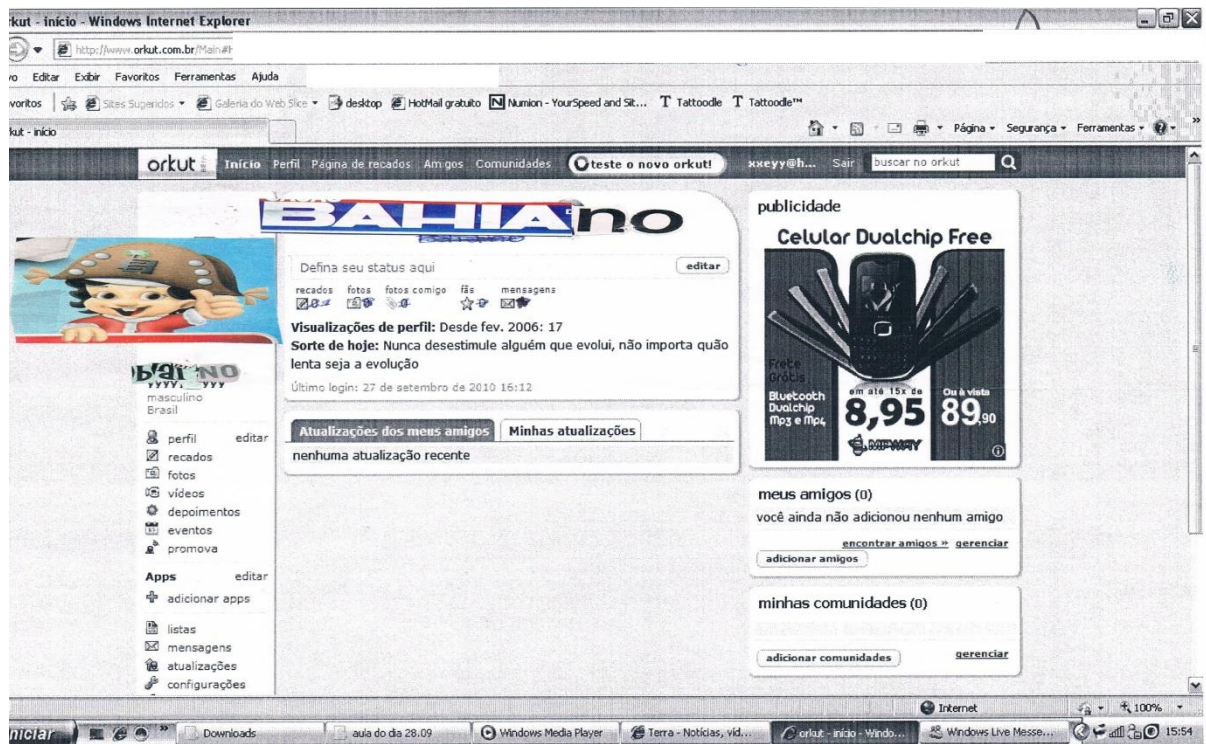 rkut - início - Windows Internet Explorer
http://www.orkut.com.br/Main#
Editar Exibir Favoritos Ferramentas Ajuda
voritos Sites Sugeridos Galeria do Web Slice desktop HotMail gratuito Numion - YourSpeed and Sit... T Tattoodle T Tattoodle™
kut - início
Página Segurança Ferramentas
orkut Início Perfil Página de recados Amigos Comunidades teste o novo orkut! xxeyy@h... Sair buscar no orkut
BAHIAno
Defina seu status aqui editar
recados fotos fotos comigo fãs mensagens
Visualizações de perfil: Desde fev. 2006: 17
Sorte de hoje: Nunca desestimule alguém que evolui, não importa quão
lenta seja a evolução
Último login: 27 de setembro de 2010 16:12
Atualizações dos meus amigos Minhas atualizações
nenhuma atualização recente
NO
masculino
Brasil
perfil editar
recados
fotos
vídeos
depoimentos
eventos
promova
Apps editar
adicionar apps
listas
mensagens
atualizações
configurações
publicidade
Celular Dualchip Free
Frete
Grátis
Bluetooth
Dualchip
Mp3 e Mp4
em até 15x de
8,95
Ou à vista
89,90
MIPWAY
meus amigos (0)
você ainda não adicionou nenhum amigo
encontrar amigos » gerenciar
adicionar amigos
minhas comunidades (0)
adicionar comunidades gerenciar
Internet 100%
Iniciar Downloads aula do dia 28.09 Windows Media Player Terra - Notícias, víd... orkut - início - Windo... Windows Live Messe... 15:54